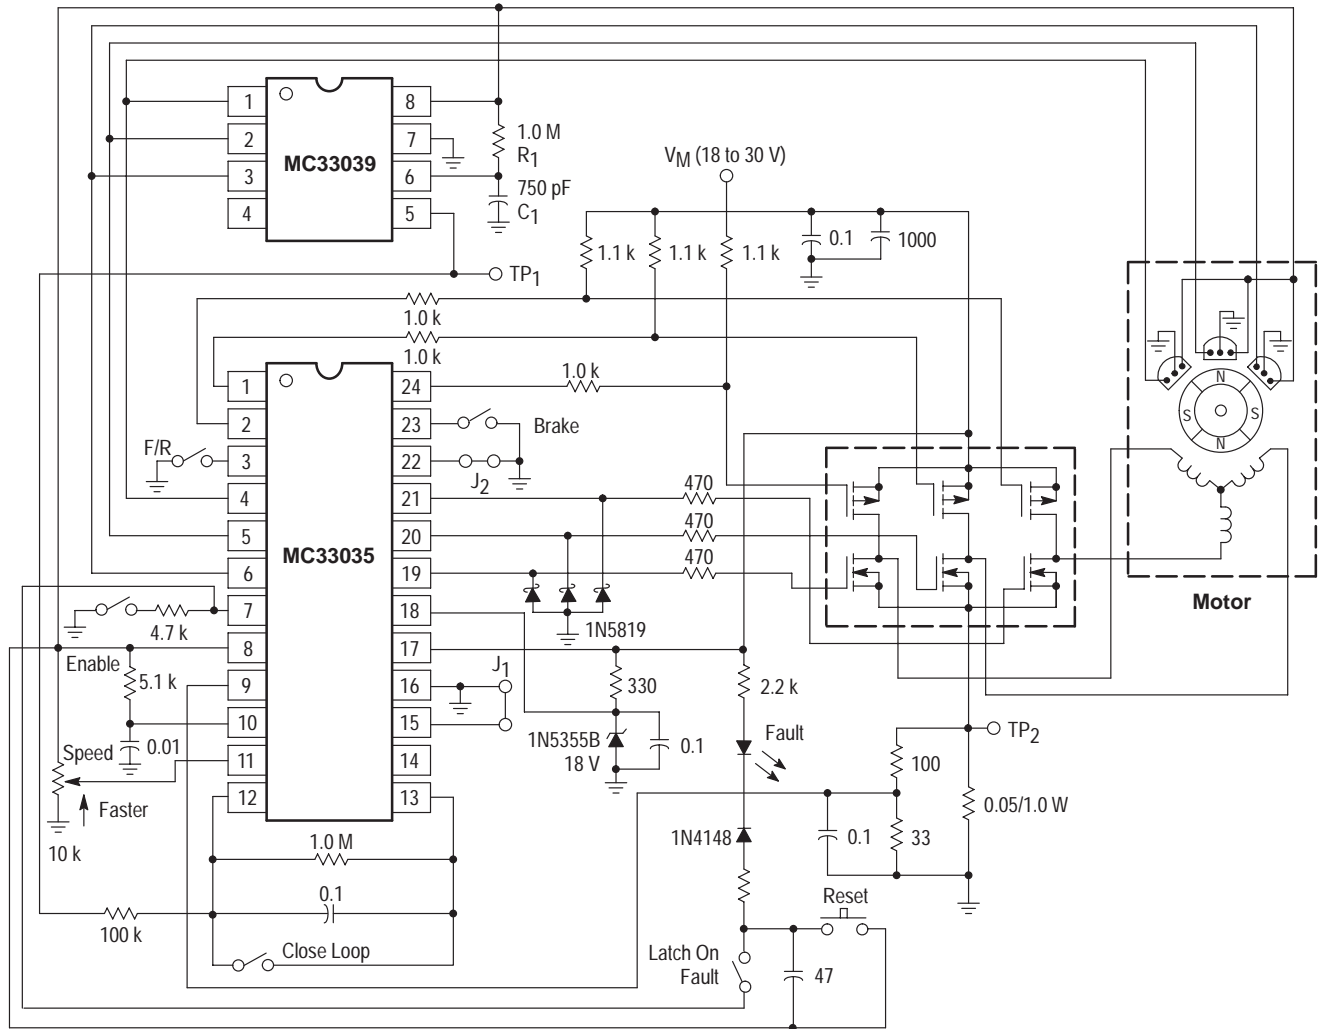 1
2
3
4
MC33039
8
7
6
5
1.0 M
R1
750 pF
C1
TP1
VM (18 to 30 V)
1.1 k
1.1 k
1.1 k
0.1
1000
1.0 k
1.0 k
1.0 k
F/R
1
2
3
4
5
6
7
8
9
10
11
12
MC33035
24
23
22
21
20
19
18
17
16
15
14
13
Brake
J2
470
470
470
1N5819
N
S
S
N
Motor
4.7 k
Enable
5.1 k
0.01
Speed
Faster
10 k
J1
330
1N5355B
18 V
0.1
2.2 k
Fault
TP2
100
0.05/1.0 W
1N4148
0.1
33
1.0 M
0.1
100 k
Close Loop
Reset
Latch On
Fault
47